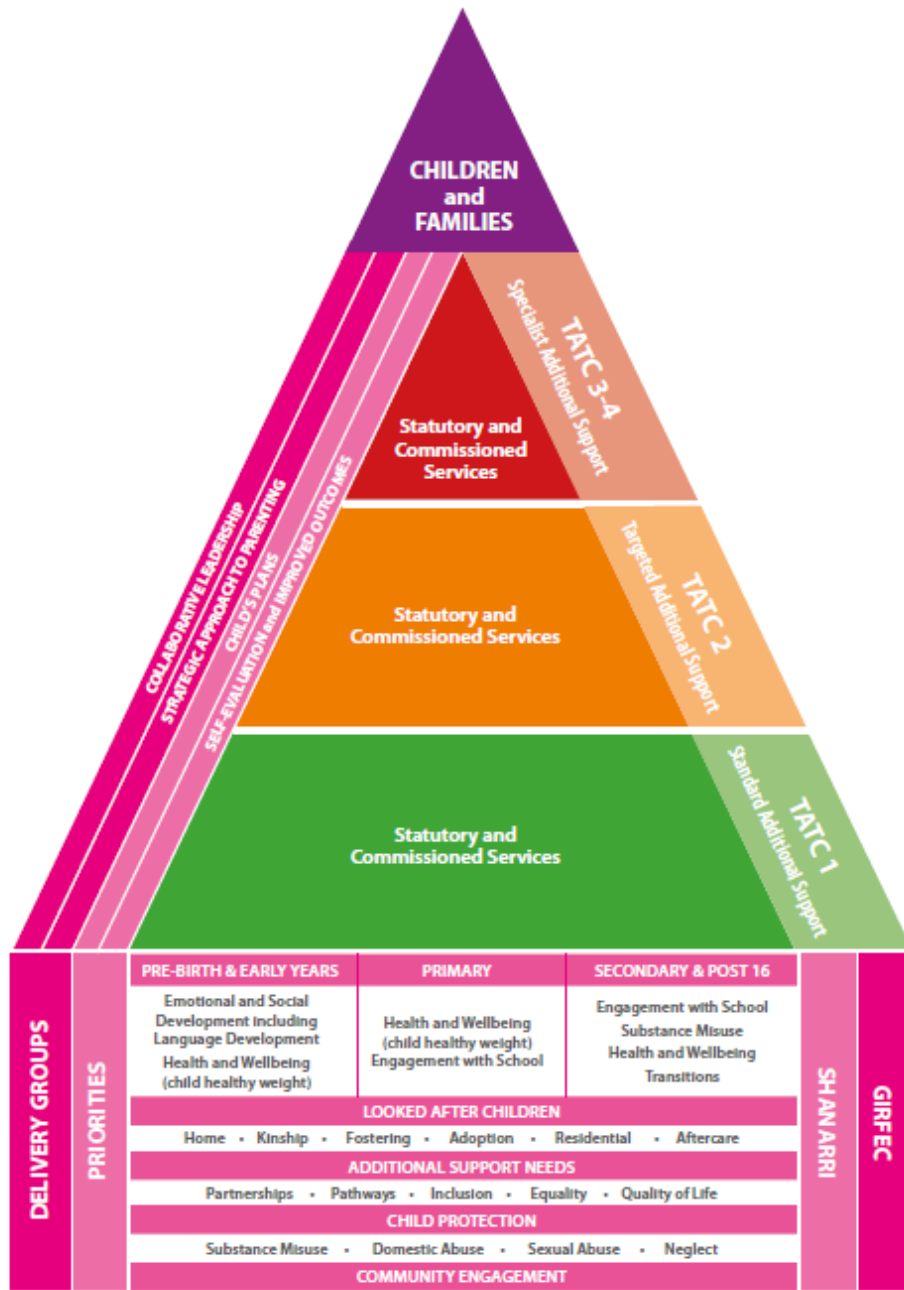 CHILDREN
and
FAMILIES
COLLABORATIVE LEADERSHIP
STRATEGIC APPROACH TO PARENTING
CHILD'S PLANS
SELF-EVALUATION and IMPROVED OUTCOMES
Statutory and
Commissioned
Services
TATC 3-4
Specialist Additional Support
Statutory and
Commissioned Services
TATC 2
Targeted Additional Support
Statutory and
Commissioned Services
TATC 1
Standard Additional Support
DELIVERY GROUPS
PRIORITIES
PRE-BIRTH & EARLY YEARS
Emotional and Social
Development including
Language Development
Health and Wellbeing
(child healthy weight)
PRIMARY
Health and Wellbeing
(child healthy weight)
Engagement with School
SECONDARY & POST 16
Engagement with School
Substance Misuse
Health and Wellbeing
Transitions
LOOKED AFTER CHILDREN
Home • Kinship • Fostering • Adoption • Residential • Aftercare
ADDITIONAL SUPPORT NEEDS
Partnerships • Pathways • Inclusion • Equality • Quality of Life
CHILD PROTECTION
Substance Misuse • Domestic Abuse • Sexual Abuse • Neglect
COMMUNITY ENGAGEMENT
SHANARRI
GIRFEC